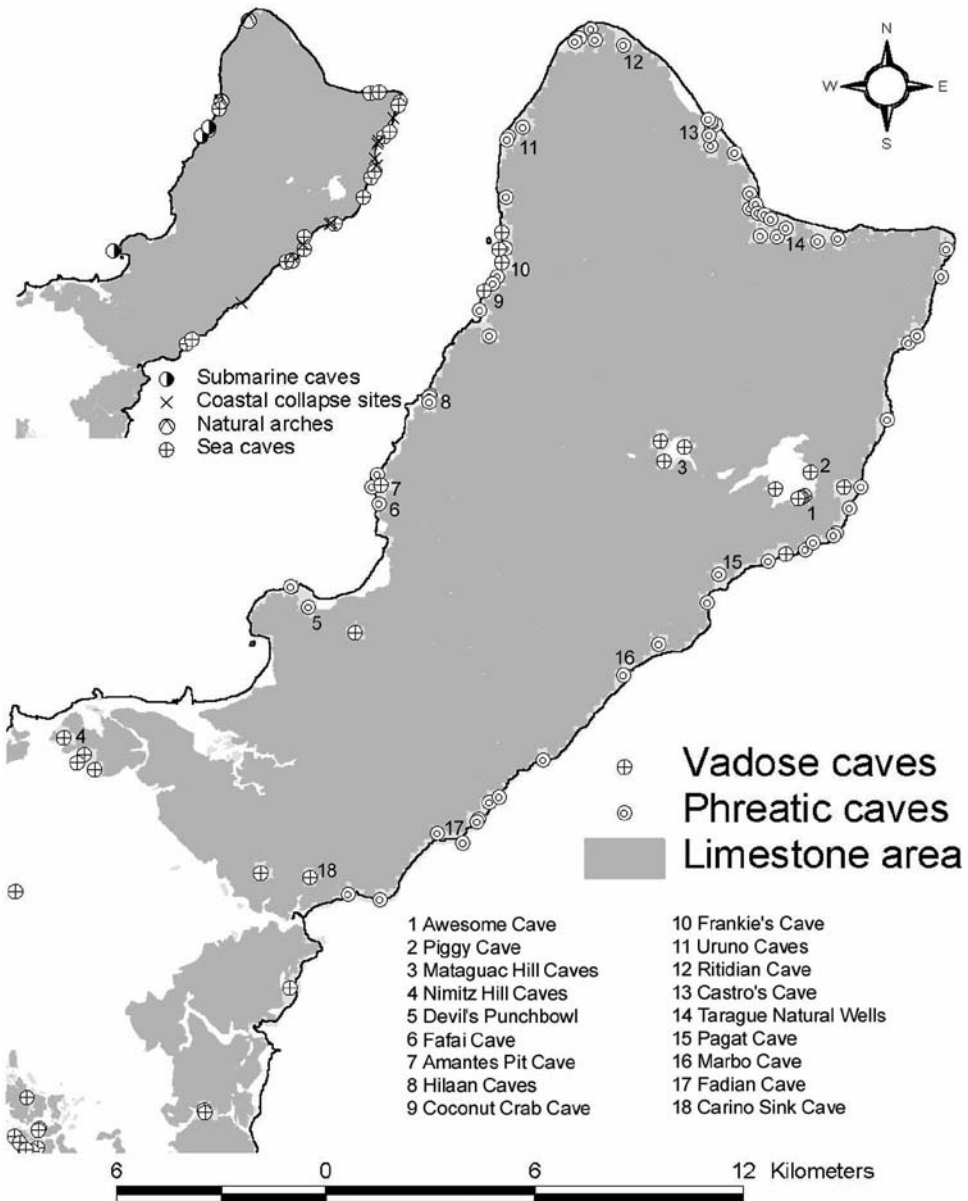 N
W E
S
Submarine caves
Coastal collapse sites
Natural arches
Sea caves
12
13
11
14
10
9
8
2
3
7
1
6
15
5
16
4
17
18
Vadose caves
Phreatic caves
Limestone area
1 Awesome Cave
2 Piggy Cave
3 Mataguac Hill Caves
4 Nimitz Hill Caves
5 Devil's Punchbowl
6 Fafai Cave
7 Amantes Pit Cave
8 Hilaan Caves
9 Coconut Crab Cave
10 Frankie's Cave
11 Uruno Caves
12 Ritidian Cave
13 Castro's Cave
14 Tarague Natural Wells
15 Pagat Cave
16 Marbo Cave
17 Fadian Cave
18 Carino Sink Cave
6 0 6 12 Kilometers